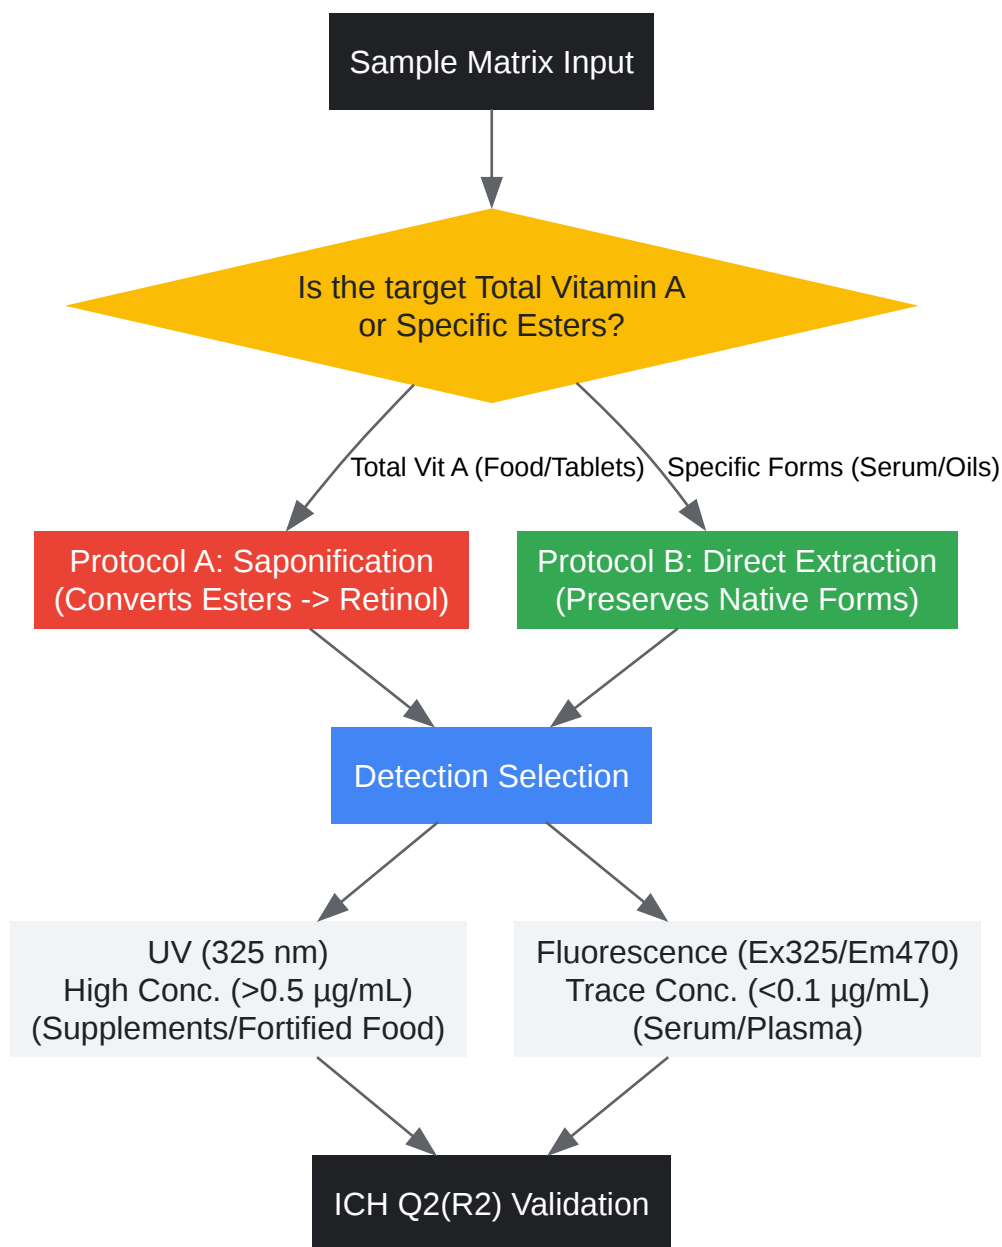 Sample Matrix Input
Is the target Total Vitamin A
or Specific Esters?
Total Vit A (Food/Tablets)
Specific Forms (Serum/Oils)
Protocol A: Saponification
(Converts Esters -> Retinol)
Protocol B: Direct Extraction
(Preserves Native Forms)
Detection Selection
UV (325 nm)
High Conc. (>0.5 µg/mL)
(Supplements/Fortified Food)
Fluorescence (Ex325/Em470)
Trace Conc. (<0.1 µg/mL)
(Serum/Plasma)
ICH Q2(R2) Validation